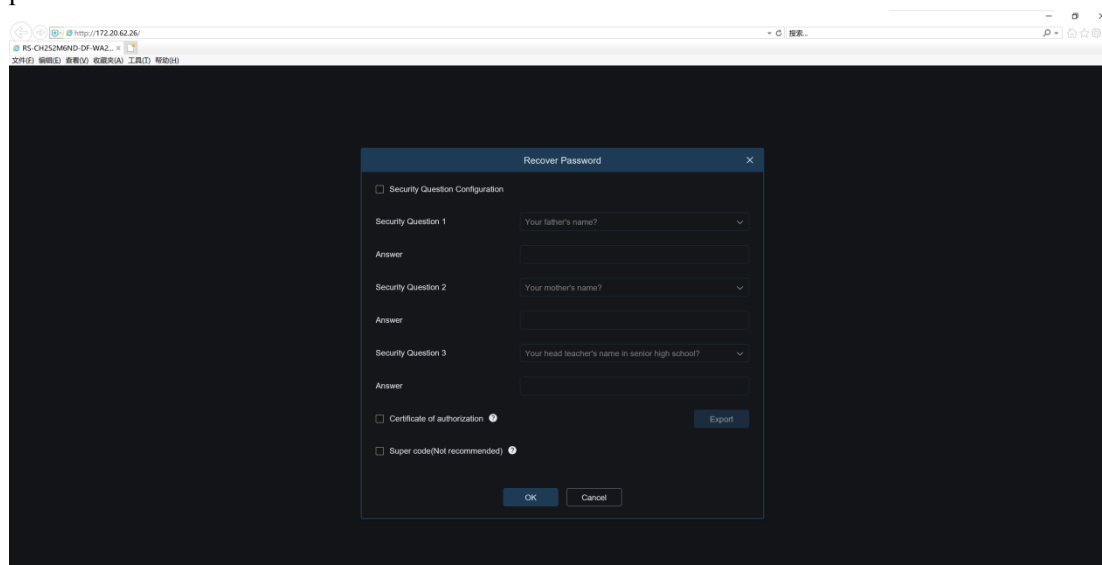 http://172.20.62.26/
搜索...
RS-CH252M6ND-DF-WA2...
文件(F) 编辑(E) 查看(V) 收藏夹(A) 工具(T) 帮助(H)
Recover Password
Security Question Configuration
Security Question 1 Your father's name?
Answer
Security Question 2 Your mother's name?
Answer
Security Question 3 Your head teacher's name in senior high school?
Answer
Certificate of authorization ? Export
Super code(Not recommended) ?
OK Cancel